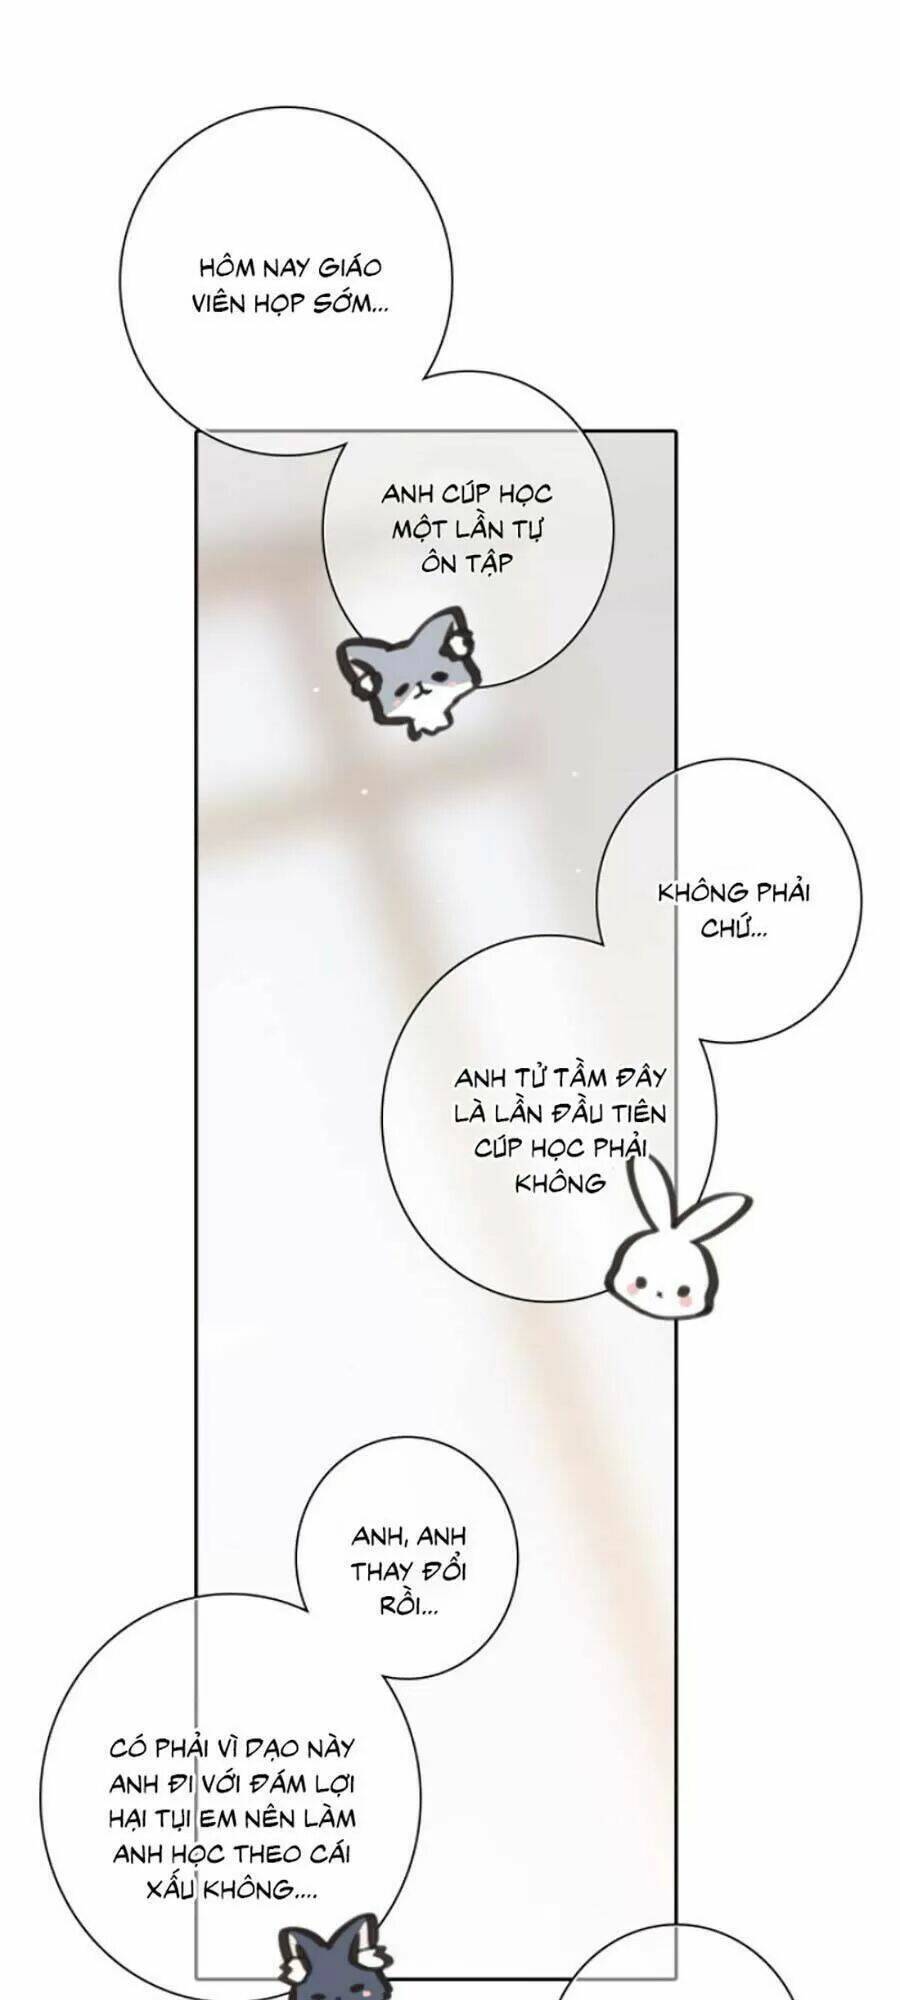 HÔM NAY GIÁO
VIÊN HỌP SỚM...
ANH CÚP HỌC
MỘT LẦN TỰ
ÔN TẬP
KHÔNG PHẢI
CHỨ...
ANH TỬ TẦM ĐÂY
LÀ LẦN ĐẦU TIÊN
CÚP HỌC PHẢI
KHÔNG
ANH, ANH
THAY ĐỔI
RỒI...
CÓ PHẢI VÌ DẠO NÀY
ANH ĐI VỚI ĐÁM LỢI
HẠI TỤI EM NÊN LÀM
ANH HỌC THEO CÁI
XẤU KHÔNG....